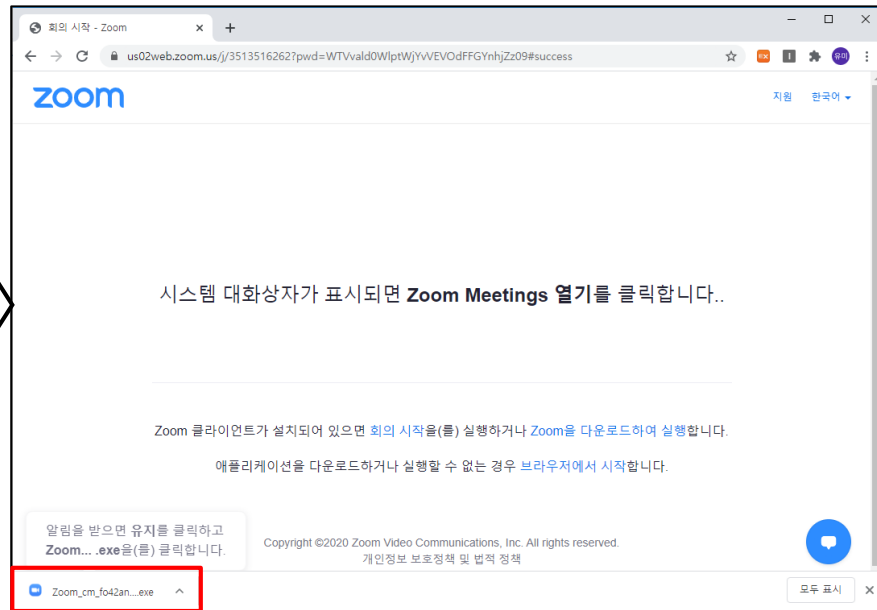 회의 시작 - Zoom
us02web.zoom.us/j/3513516262?pwd=WTVvald0WlptWjYvVEVOdFFGYnhjZz09#success
유미
zoom
지원 한국어
시스템 대화상자가 표시되면 Zoom Meetings 열기를 클릭합니다..
Zoom 클라이언트가 설치되어 있으면 회의 시작을(를) 실행하거나 Zoom을 다운로드하여 실행합니다.
애플리케이션을 다운로드하거나 실행할 수 없는 경우 브라우저에서 시작합니다.
알림을 받으면 유지를 클릭하고
Zoom... .exe을(를) 클릭합니다.
Copyright ©2020 Zoom Video Communications, Inc. All rights reserved.
개인정보 보호정책 및 법적 정책
Zoom_cm_fo42an....exe
모두 표시